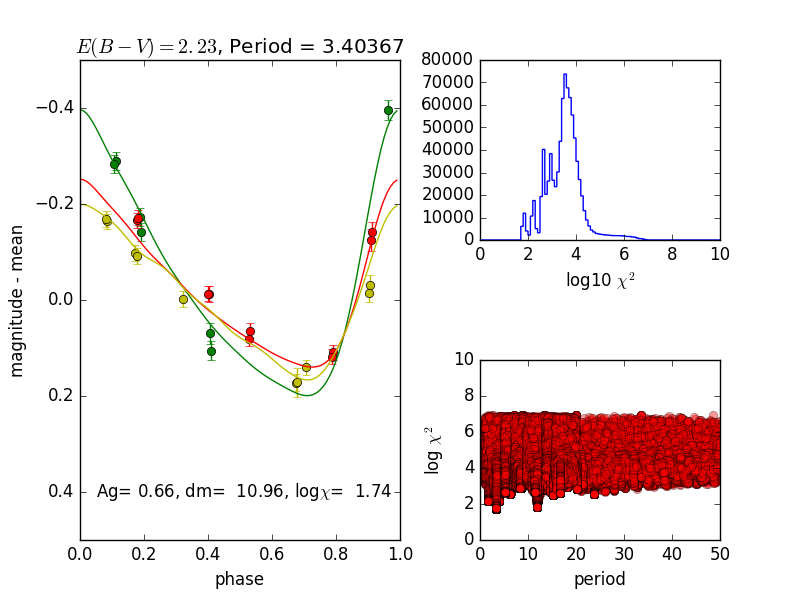 E(B−V)=2.23, Period = 3.40367
−0.4
−0.2
0.0
0.2
0.4
magnitude - mean
Ag= 0.66, dm= 10.96, logχ= 1.74
0.0 0.2 0.4 0.6 0.8 1.0
phase
80000
70000
60000
50000
40000
30000
20000
10000
0
0 2 4 6 8 10
log10 χ²
10
8
6
4
2
0
log χ²
0 10 20 30 40 50
period